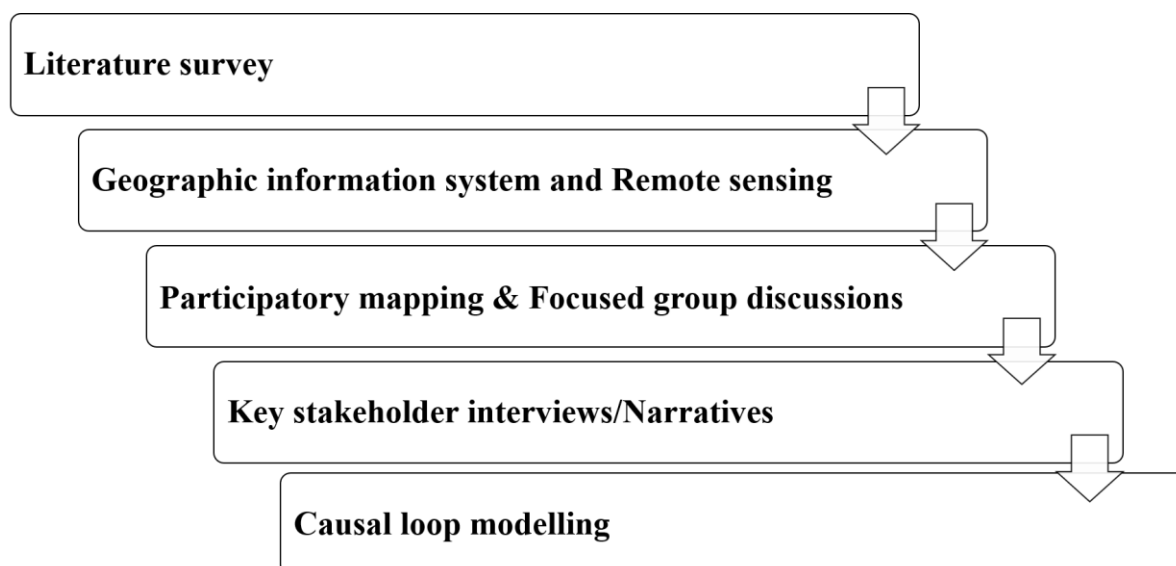 Literature survey
Geographic information system and Remote sensing
Participatory mapping & Focused group discussions
Key stakeholder interviews/Narratives
Causal loop modelling